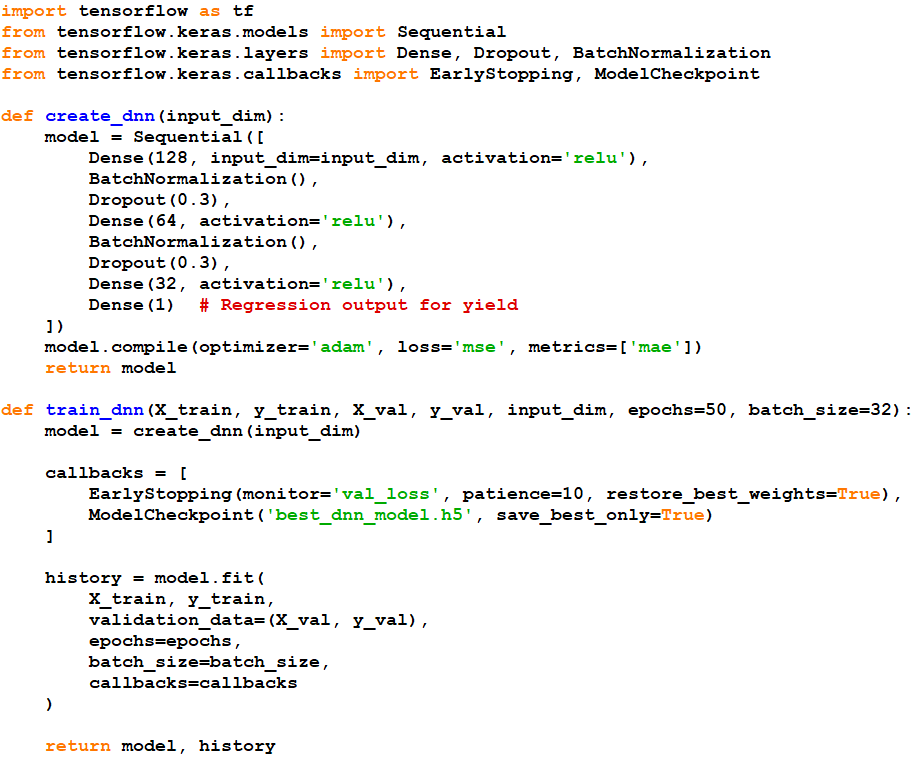 import tensorflow as tf
from tensorflow.keras.models import Sequential
from tensorflow.keras.layers import Dense, Dropout, BatchNormalization
from tensorflow.keras.callbacks import EarlyStopping, ModelCheckpoint

def create_dnn(input_dim):
    model = Sequential([
        Dense(128, input_dim=input_dim, activation='relu'),
        BatchNormalization(),
        Dropout(0.3),
        Dense(64, activation='relu'),
        BatchNormalization(),
        Dropout(0.3),
        Dense(32, activation='relu'),
        Dense(1)  # Regression output for yield
    ])
    model.compile(optimizer='adam', loss='mse', metrics=['mae'])
    return model

def train_dnn(X_train, y_train, X_val, y_val, input_dim, epochs=50, batch_size=32):
    model = create_dnn(input_dim)

    callbacks = [
        EarlyStopping(monitor='val_loss', patience=10, restore_best_weights=True),
        ModelCheckpoint('best_dnn_model.h5', save_best_only=True)
    ]

    history = model.fit(
        X_train, y_train,
        validation_data=(X_val, y_val),
        epochs=epochs,
        batch_size=batch_size,
        callbacks=callbacks
    )

    return model, history